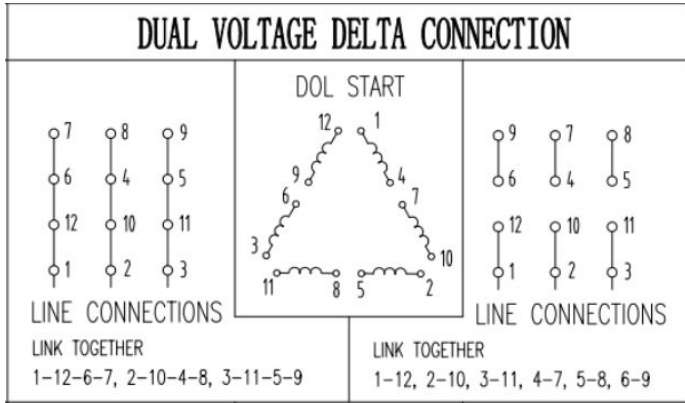 DUAL VOLTAGE DELTA CONNECTION
7 8 9
6 4 5
12 10 11
1 2 3
LINE CONNECTIONS
LINK TOGETHER
1-12-6-7, 2-10-4-8, 3-11-5-9
DOL START
12 1
9 4
6 7
3 10
11 8 5 2
9 7 8
6 4 5
12 10 11
1 2 3
LINE CONNECTIONS
LINK TOGETHER
1-12, 2-10, 3-11, 4-7, 5-8, 6-9